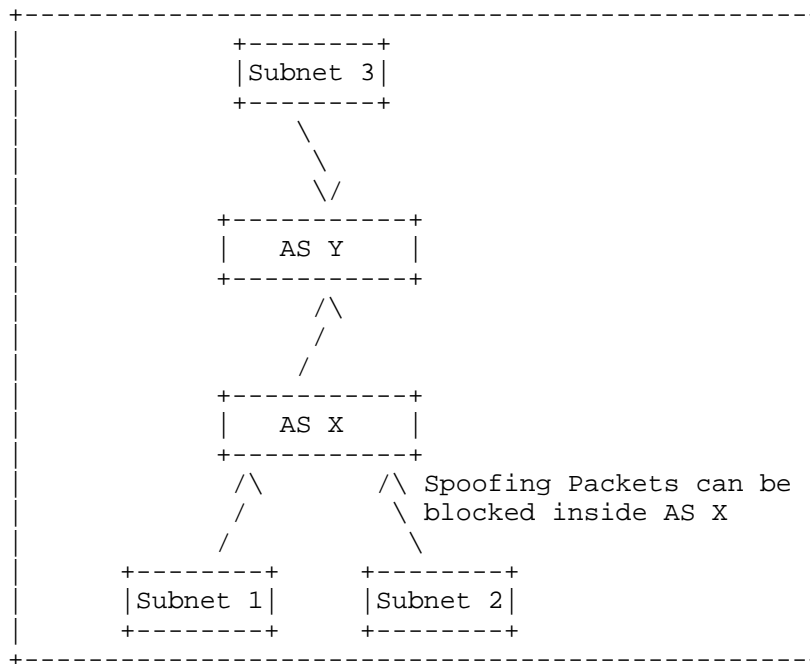 Subnet 3
AS Y
AS X
Spoofing Packets can be
blocked inside AS X
Subnet 1 Subnet 2